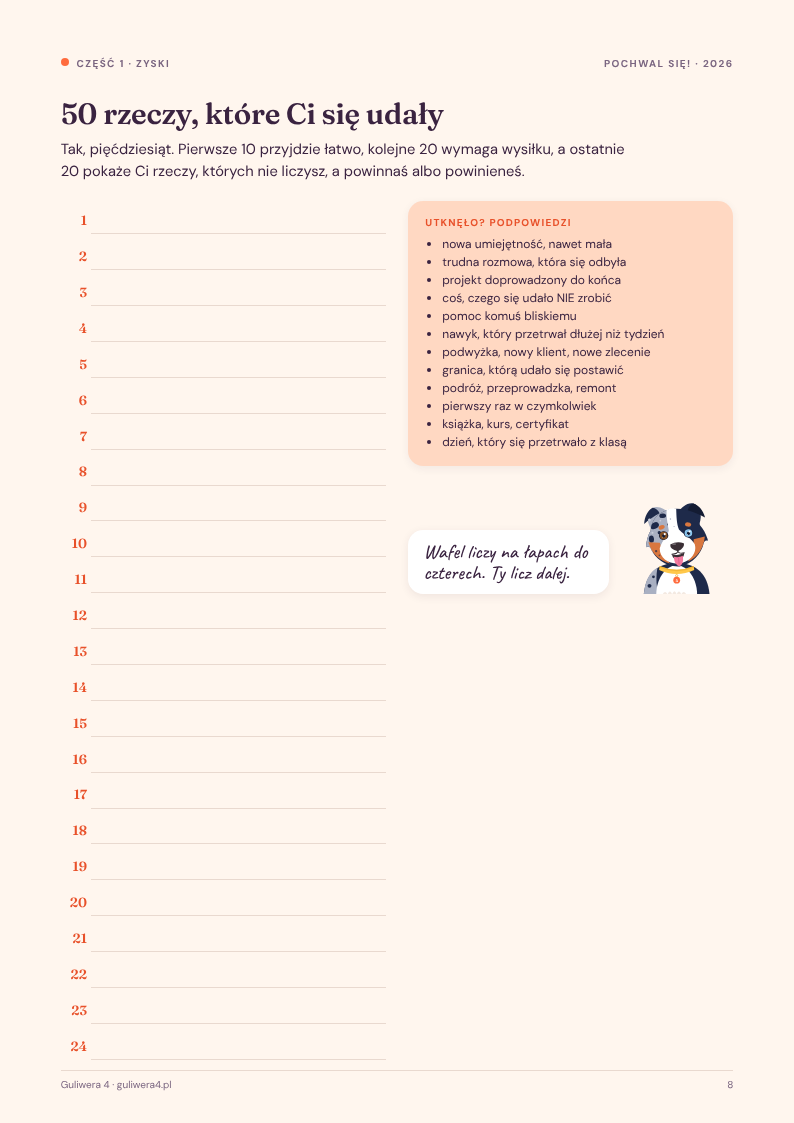 CZĘŚĆ 1 · ZYSKI
POCHWAL SIĘ! · 2026
50 rzeczy, które Ci się udały
Tak, pięćdziesiąt. Pierwsze 10 przyjdzie łatwo, kolejne 20 wymaga wysiłku, a ostatnie
20 pokaże Ci rzeczy, których nie liczysz, a powinnaś albo powinieneś.
1
2
3
4
5
6
7
8
9
10
11
12
13
14
15
16
17
18
19
20
21
22
23
24
UTKNĘŁO? PODPOWIEDZI
• nowa umiejętność, nawet mała
• trudna rozmowa, która się odbyła
• projekt doprowadzony do końca
• coś, czego się udało NIE zrobić
• pomoc komuś bliskiemu
• nawyk, który przetrwał dłużej niż tydzień
• podwyżka, nowy klient, nowe zlecenie
• granica, którą udało się postawić
• podróż, przeprowadzka, remont
• pierwszy raz w czymkolwiek
• książka, kurs, certyfikat
• dzień, który się przetrwało z klasą
Wafel liczy na łapach do
czterech. Ty licz dalej.
Guliwera 4 · guliwera4.pl
8